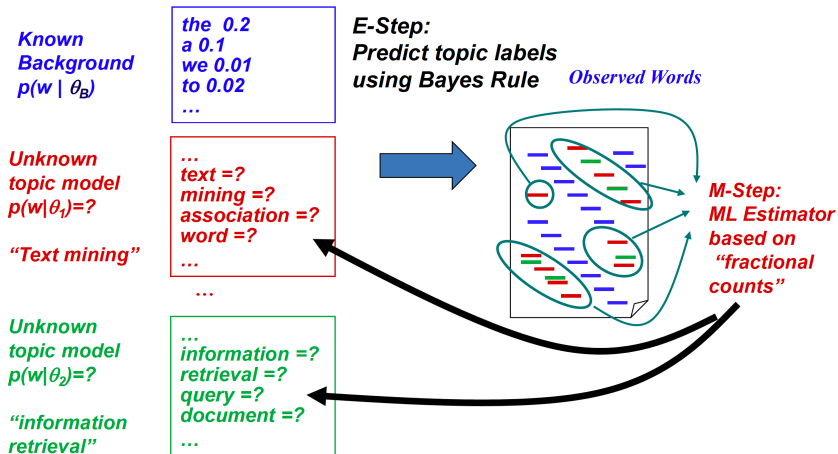 Known
Background
p(w | θB)
the 0.2
a 0.1
we 0.01
to 0.02
…
E-Step:
Predict topic labels
using Bayes Rule
Observed Words
Unknown
topic model
p(w|θ1)=?
“Text mining”
…
text =?
mining =?
association =?
word =?
…
…
M-Step:
ML Estimator
based on
“fractional
counts”
Unknown
topic model
p(w|θ2)=?
“information
retrieval”
…
information =?
retrieval =?
query =?
document =?
…